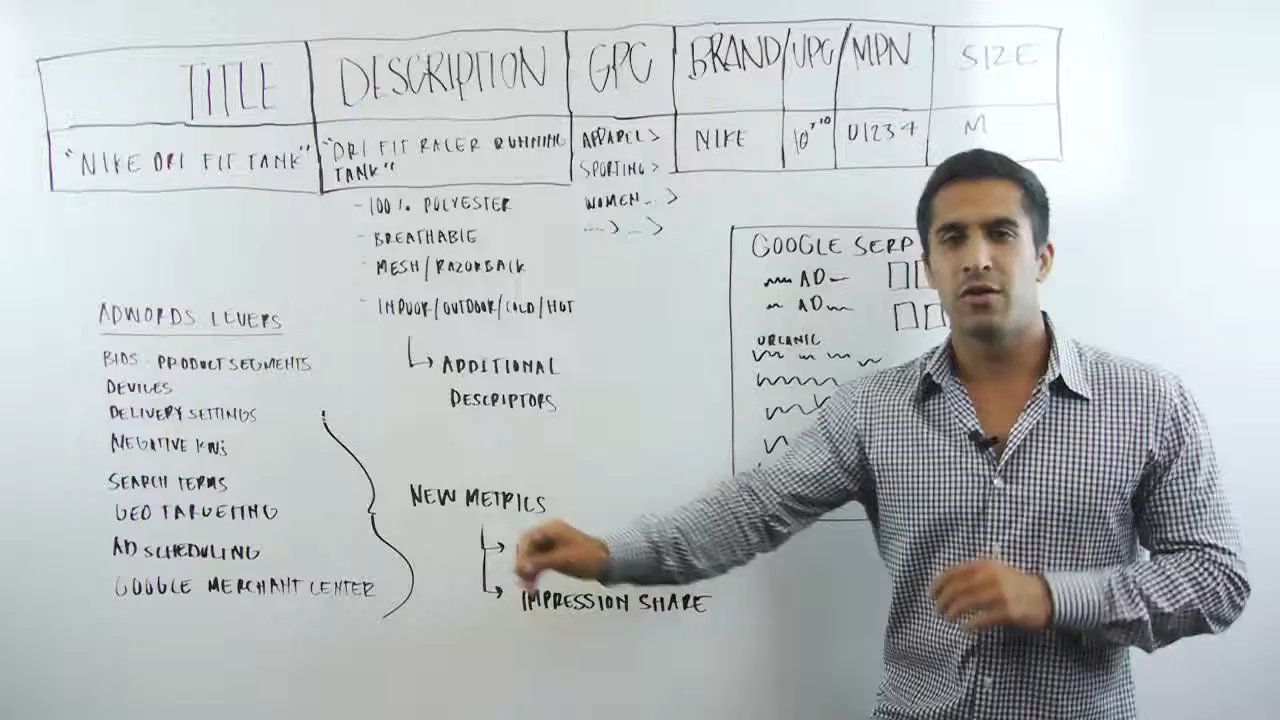 TITLE DESCRIPTION GPC BRAND/UPC/MPN SIZE
"NIKE DRI FIT TANK"
"DRI FIT RACER RUNNING
TANK"
APPAREL >
SPORTING >
WOMEN... >
....> ...>
NIKE
01234
M
- 100% POLYESTER
- BREATHABLE
- MESH/RAZORBACK
- INDOOR/OUTDOOR/COLD/HOT
ADDITIONAL
DESCRIPTORS
ADWORDS LEVERS
BIDS - PRODUCT SEGMENTS
DEVICES
DELIVERY SETTINGS
NEGATIVE KWs
SEARCH TERMS
GEO TARGETING
AD SCHEDULING
GOOGLE MERCHANT CENTER
NEW METRICS
IMPRESSION SHARE
GOOGLE SERP
AD
AD
ORGANIC